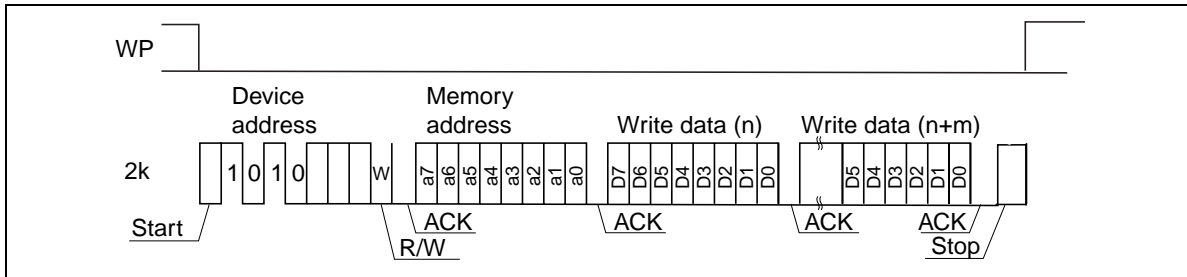 WP
Device Memory
address address Write data (n) Write data (n+m)
2k 1 0 1 0 W a7 a6 a5 a4 a3 a2 a1 a0 D7 D6 D5 D4 D3 D2 D1 D0 D5 D4 D3 D2 D1 D0
Start ACK ACK ACK ACK Stop
R/W